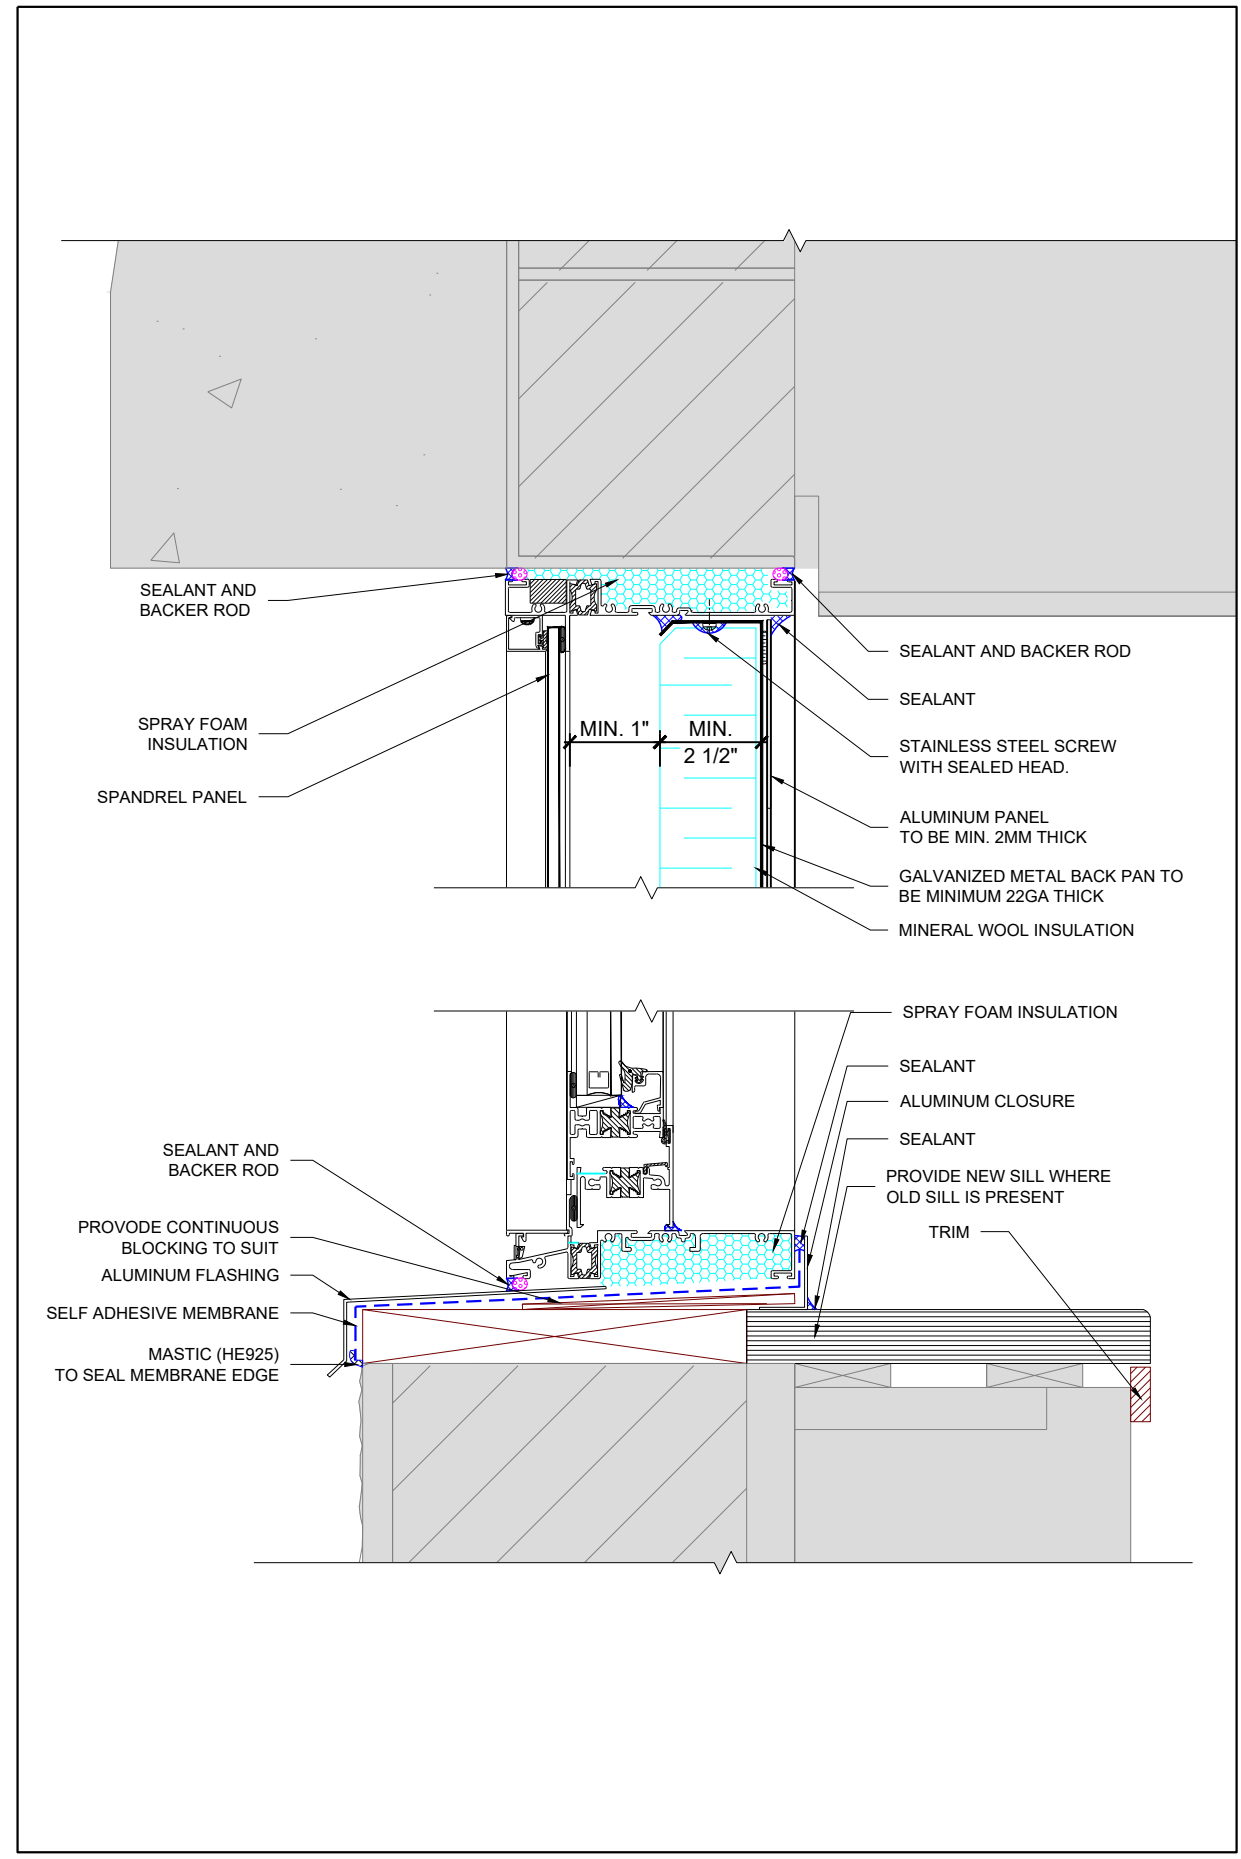 SEALANT AND
BACKER ROD
SPRAY FOAM
INSULATION
SPANDREL PANEL
MIN. 1"
MIN.
2 1/2"
SEALANT AND BACKER ROD
SEALANT
STAINLESS STEEL SCREW
WITH SEALED HEAD.
ALUMINUM PANEL
TO BE MIN. 2MM THICK
GALVANIZED METAL BACK PAN TO
BE MINIMUM 22GA THICK
MINERAL WOOL INSULATION
SPRAY FOAM INSULATION
SEALANT
ALUMINUM CLOSURE
SEALANT
PROVIDE NEW SILL WHERE
OLD SILL IS PRESENT
TRIM
SEALANT AND
BACKER ROD
PROVODE CONTINUOUS
BLOCKING TO SUIT
ALUMINUM FLASHING
SELF ADHESIVE MEMBRANE
MASTIC (HE925)
TO SEAL MEMBRANE EDGE